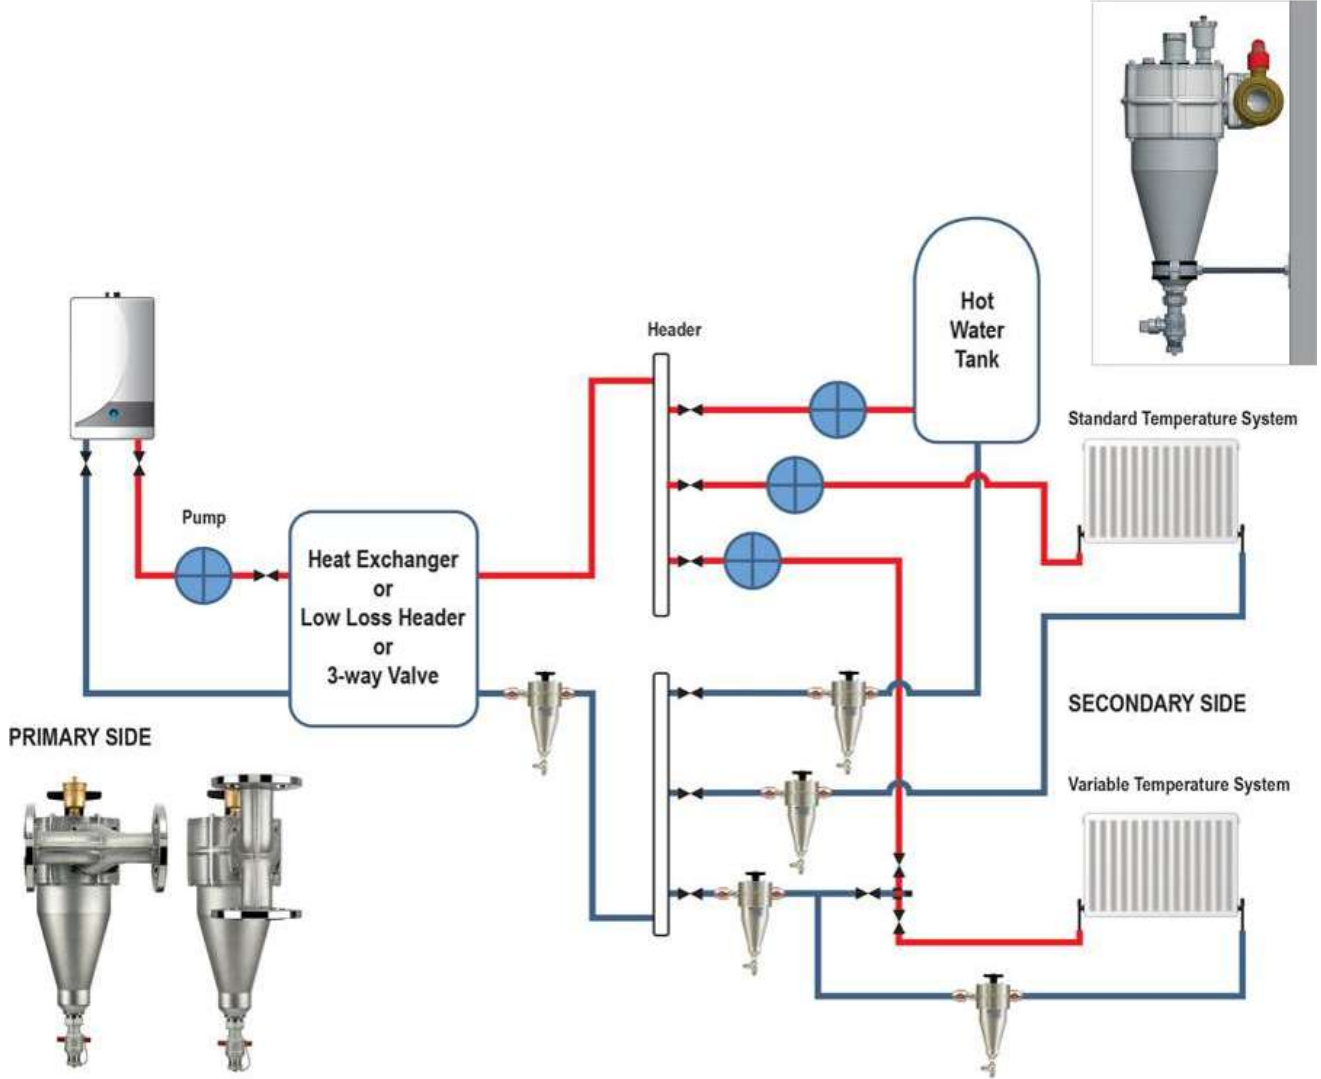 Header
Hot
Water
Tank
Standard Temperature System
Pump
Heat Exchanger
or
Low Loss Header
or
3-way Valve
PRIMARY SIDE
SECONDARY SIDE
Variable Temperature System